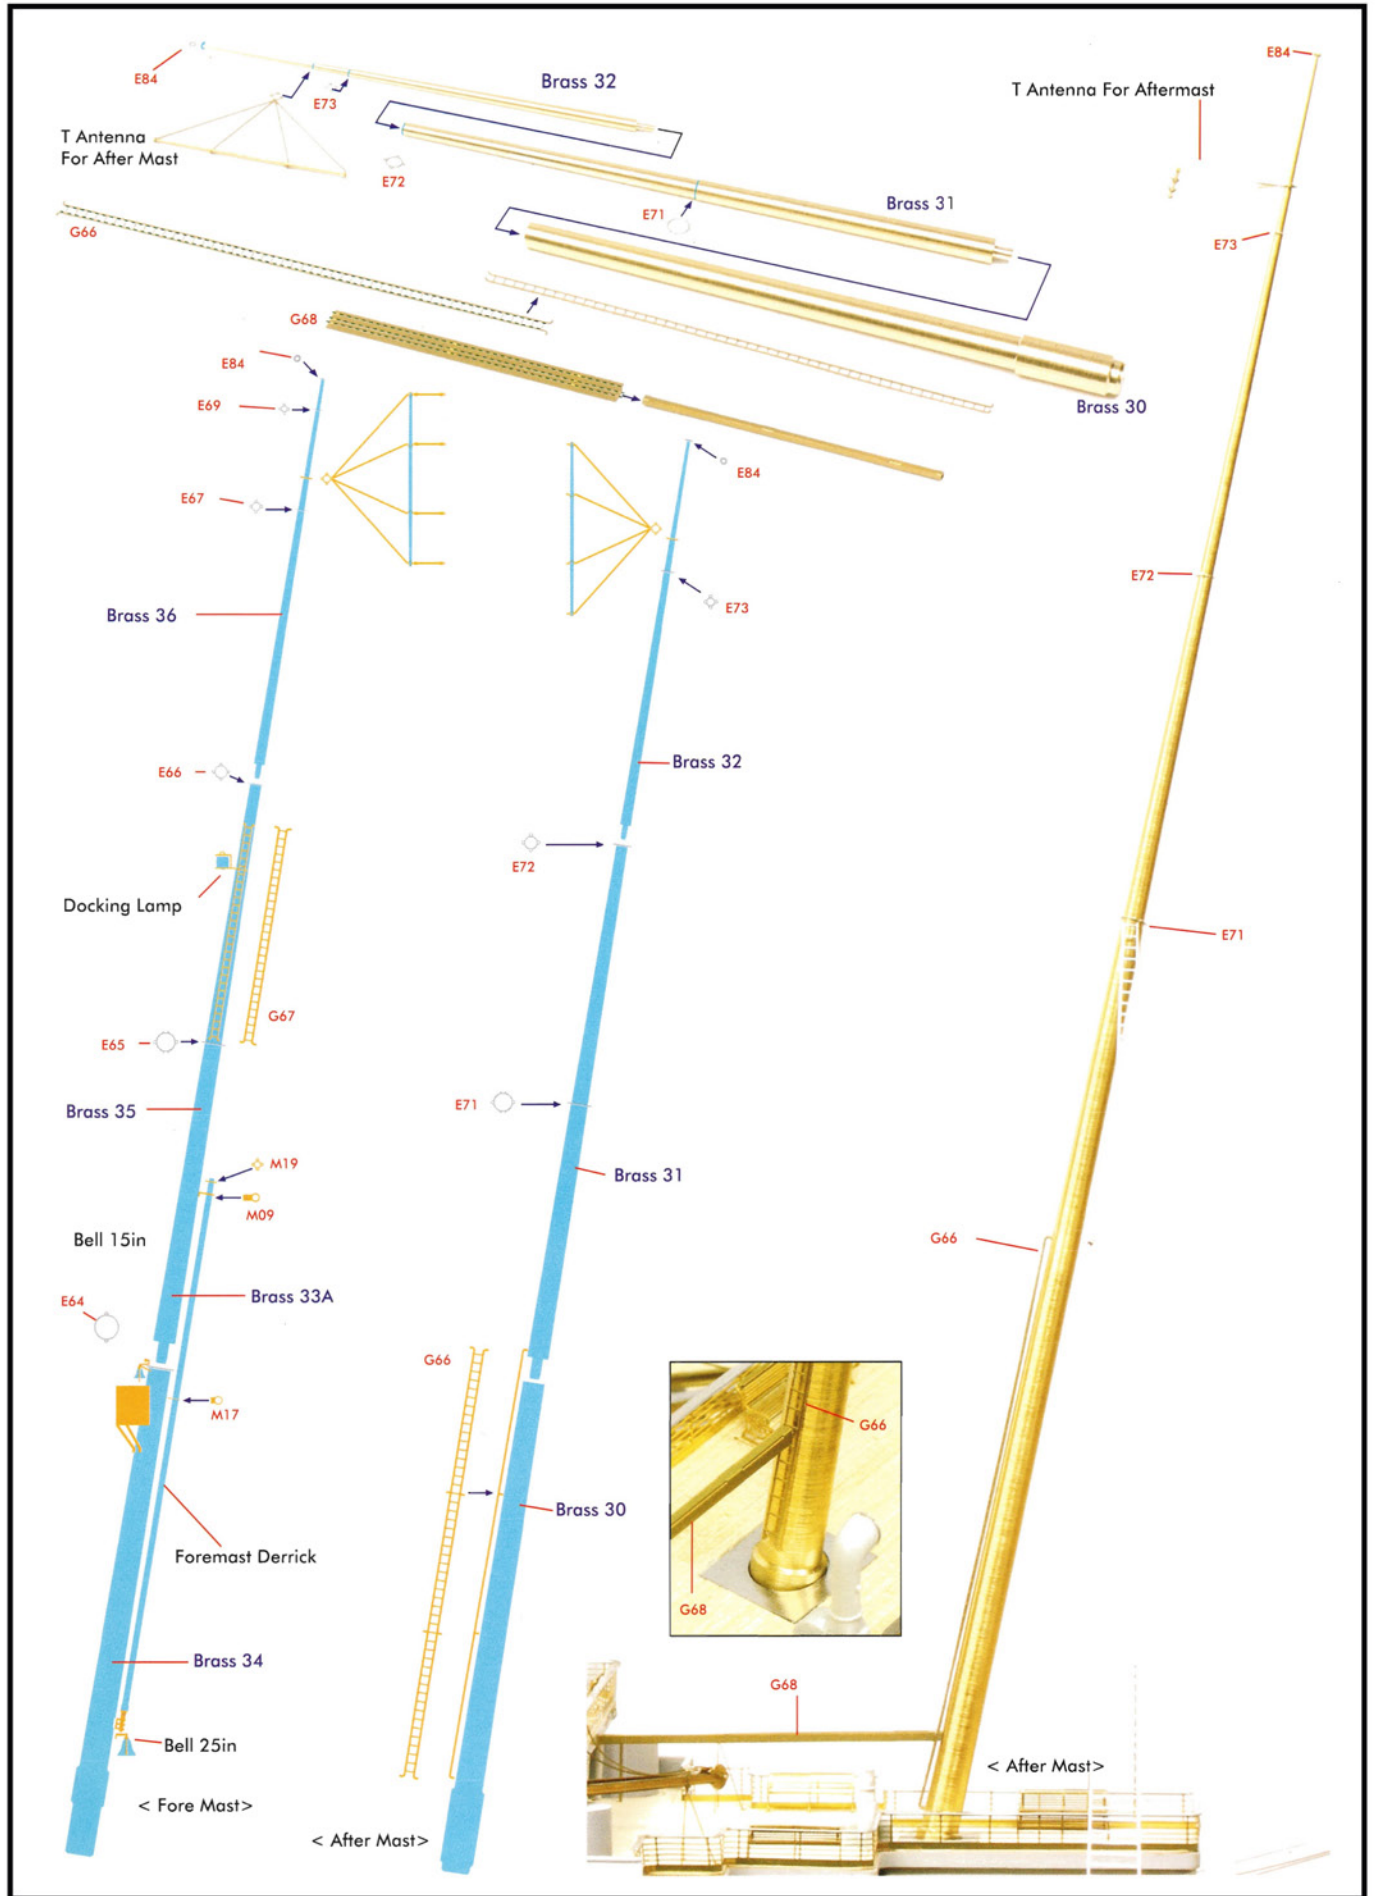 E84
Brass 32
E73
T Antenna
For After Mast
E72
Brass 31
E71
G66
G68
Brass 30
T Antenna For Aftermast
E84
E73
E72
E71
G66
E84
E69
E67
Brass 36
E66
Docking Lamp
G67
E65
Brass 35
M19
M09
Bell 15in
Brass 33A
E64
M17
Foremast Derrick
Brass 34
Bell 25in
< Fore Mast>
E84
E73
Brass 32
E72
E71
Brass 31
G66
Brass 30
< After Mast>
G66
G68
G68
< After Mast>